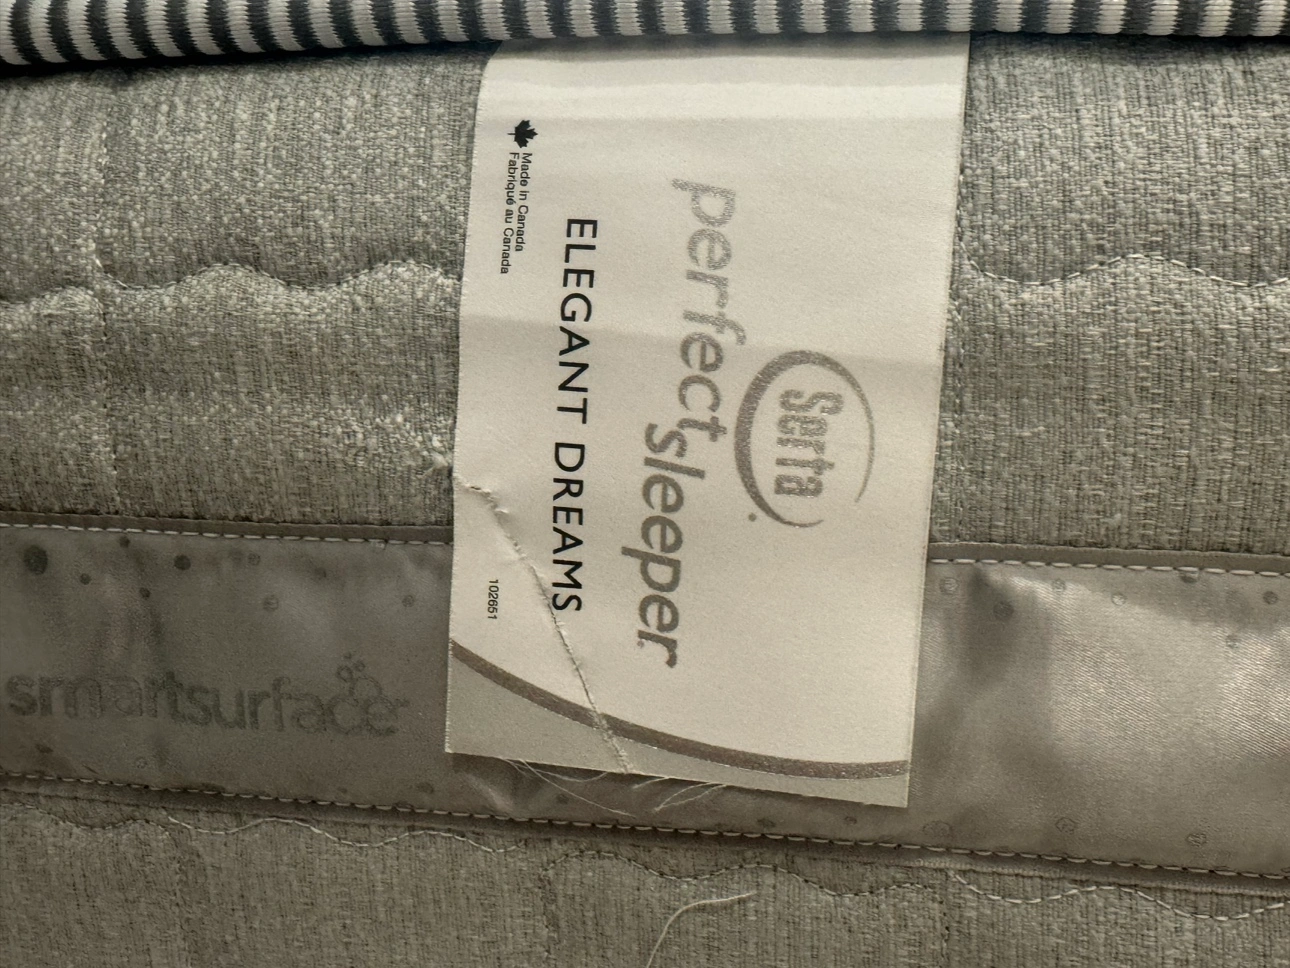 Serta
perfect
sleeper
ELEGANT DREAMS
Made in Canada
Fabriqué au Canada
102651
smartsurface